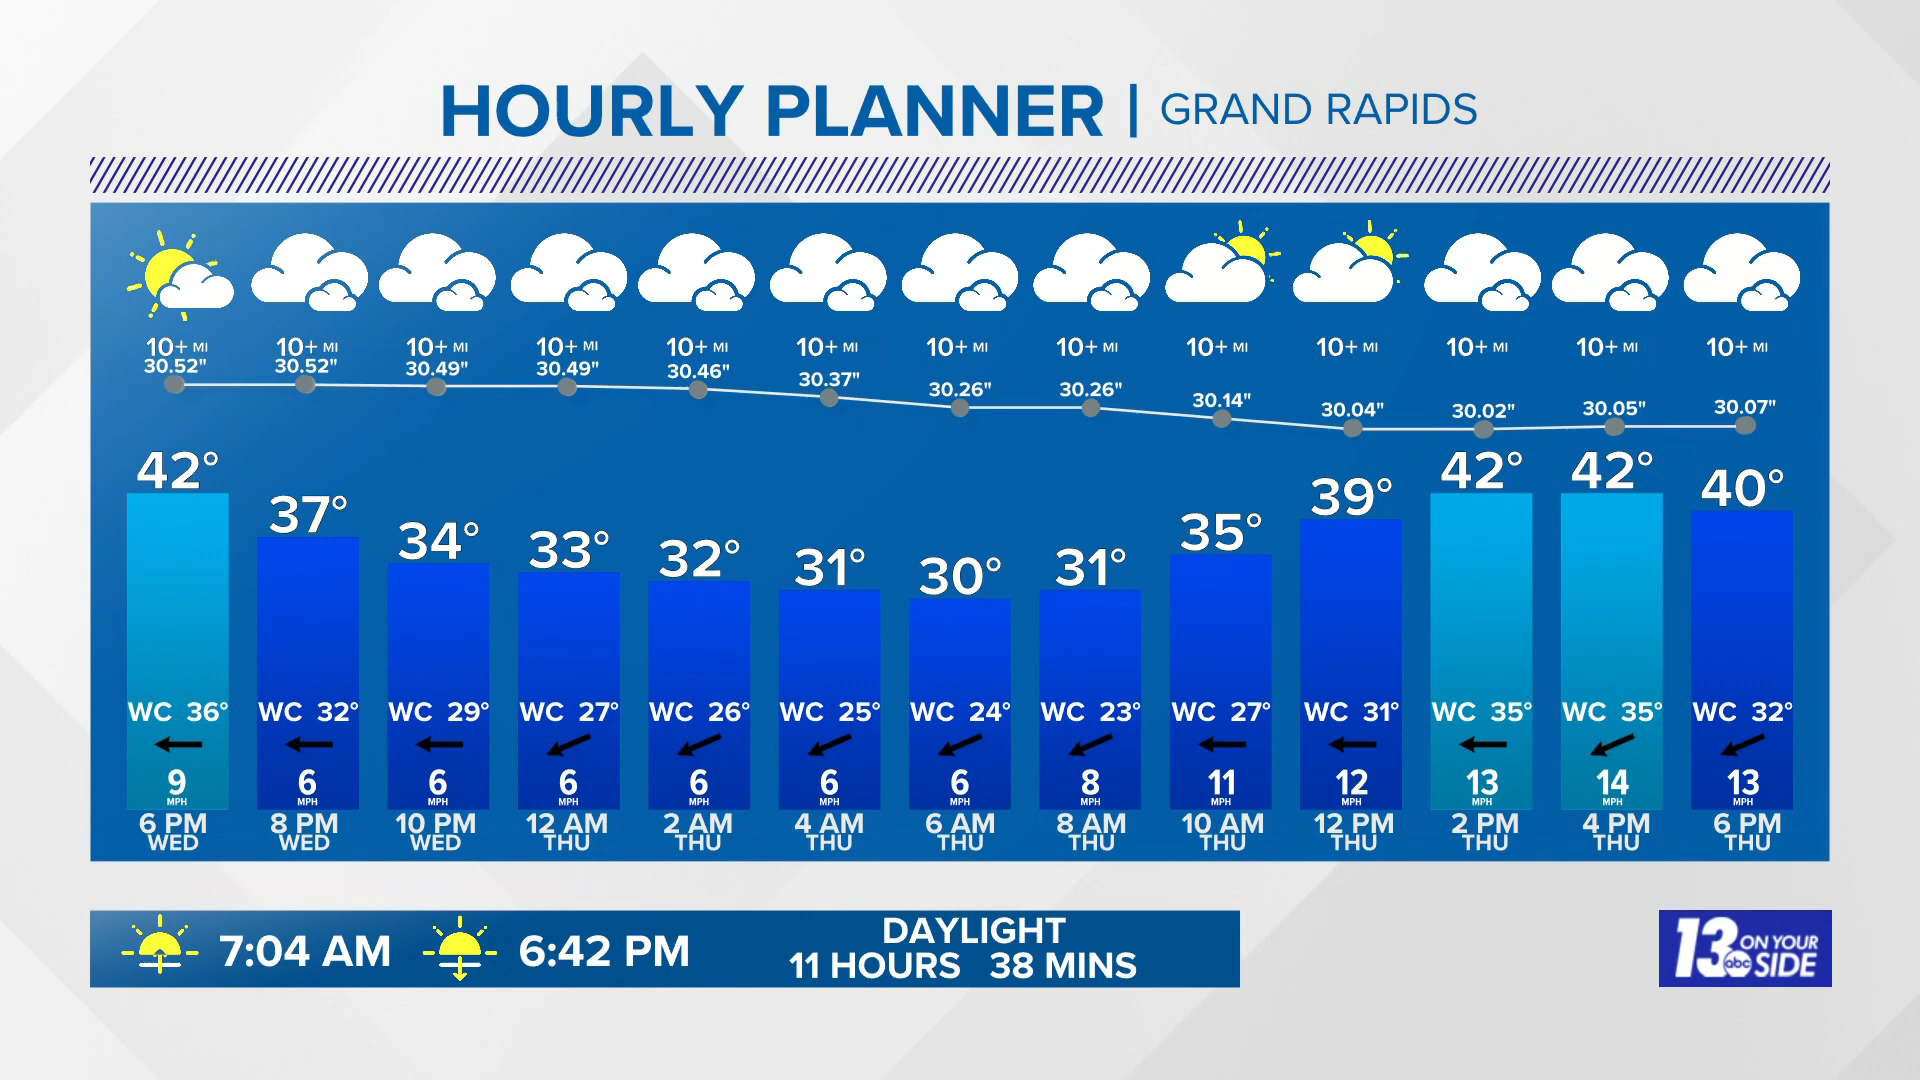 HOURLY PLANNER | GRAND RAPIDS
10+ MI 10+ MI 10+ MI 10+ MI 10+ MI 10+ MI 10+ MI 10+ MI 10+ MI 10+ MI 10+ MI 10+ MI 10+ MI
30.52" 30.52" 30.49" 30.49" 30.46" 30.37" 30.26" 30.26" 30.14" 30.04" 30.02" 30.05" 30.07"
42° 37° 34° 33° 32° 31° 30° 31° 35° 39° 42° 42° 40°
WC 36° WC 32° WC 29° WC 27° WC 26° WC 25° WC 24° WC 23° WC 27° WC 31° WC 35° WC 35° WC 32°
9 6 6 6 6 6 6 8 11 12 13 14 13
MPH MPH MPH MPH MPH MPH MPH MPH MPH MPH MPH MPH MPH
6 PM 8 PM 10 PM 12 AM 2 AM 4 AM 6 AM 8 AM 10 AM 12 PM 2 PM 4 PM 6 PM
WED WED WED THU THU THU THU THU THU THU THU THU THU
7:04 AM 6:42 PM
DAYLIGHT
11 HOURS 38 MINS
13 ON YOUR
abc SIDE